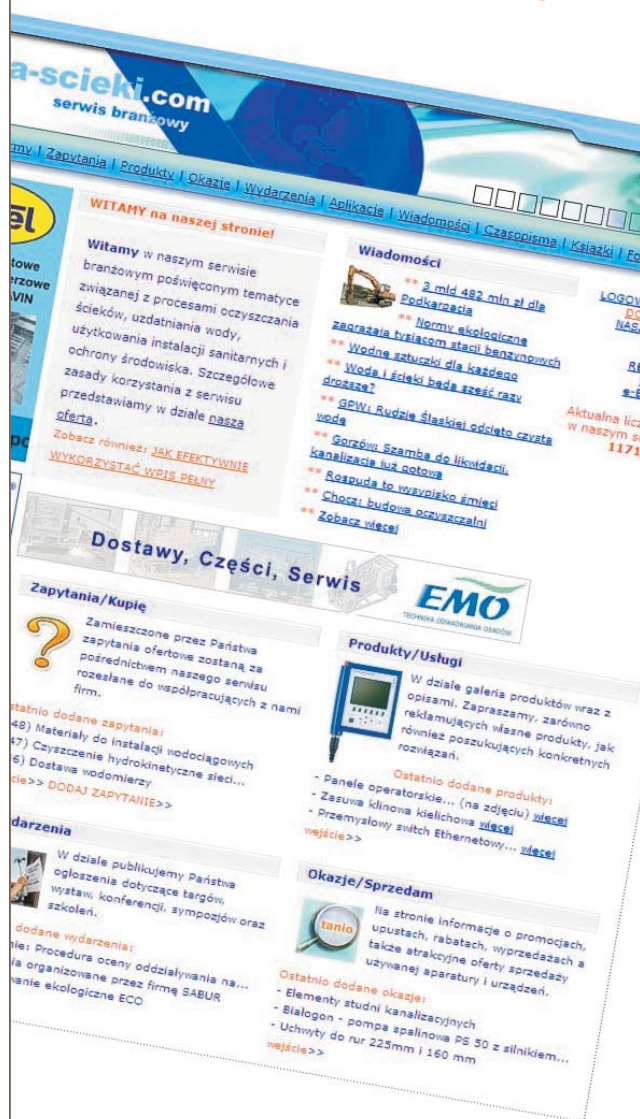 a-scieki.com
serwis branżowy
Zapytania | Produkty | Okazje | Wydarzenia | Aplikacje | Wiadomości | Czasopisma | Książki
WITAMY na naszej stronie!
Witamy w naszym serwisie
branżowym poświęconym tematyce
związanej z procesami oczyszczania
ścieków, uzdatniania wody,
użytkowania instalacji sanitarnych i
ochrony środowiska. Szczegółowe
zasady korzystania z serwisu
przedstawiamy w dziale nasza
oferta.
Zobacz również: JAK EFEKTYWNIE
WYKORZYSTAĆ WPIS PEŁNY
Wiadomości
** 3 mld 482 mln zł dla
Podkarpacia
** Normy ekologiczne
zagrażają tysiącom stacji benzynowych
** Wodne sztuczki dla każdego
** Woda i ścieki będą sześć razy
droższe?
** GPW: Rudzie Śląskiej odcięto czystą
wodę
** Gorzów: Szamba do likwidacji,
kanalizacja już gotowa
** Rospuda to wysypisko śmieci
** Chocz: budowa oczyszczalni
** Zobacz więcej
Aktualna
w naszym
1171
Dostawy, Części, Serwis
EMO
TECHNIKA ODWADNIANIA OSADÓW
Zapytania/Kupię
Zamieszczone przez Państwa
zapytania ofertowe zostaną za
pośrednictwem naszego serwisu
rozesłane do współpracujących z nami
firm.
statnio dodane zapytania:
48) Materiały do instalacji wodociągowych
47) Czyszczenie hydrokinetyczne sieci...
6) Dostawa wodomierzy
cie>> DODAJ ZAPYTANIE>>
Produkty/Usługi
W dziale galeria produktów wraz z
opisami. Zapraszamy, zarówno
reklamujących własne produkty, jak
również poszukujących konkretnych
rozwiązań.
Ostatnio dodane produkty:
- Panele operatorskie... (na zdjęciu) więcej
- Zasuwa klinowa kielichowa więcej
- Przemysłowy switch Ethernetowy... więcej
wejście>>
darzenia
W dziale publikujemy Państwa
ogłoszenia dotyczące targów,
wystaw, konferencji, sympozjów oraz
szkoleń.
dodane wydarzenia:
nie: Procedura oceny oddziaływania na...
ia organizowane przez firmę SABUR
wanie ekologiczne ECO
Okazje/Sprzedam
tanio
Na stronie informacje o promocjach,
upustach, rabatach, wyprzedażach a
także atrakcyjne oferty sprzedaży
używanej aparatury i urządzeń.
Ostatnio dodane okazje:
- Elementy studni kanalizacyjnych
- Białogon - pompa spalinowa PS 50 z silnikiem...
- Uchwyty do rur 225mm i 160 mm
wejście>>